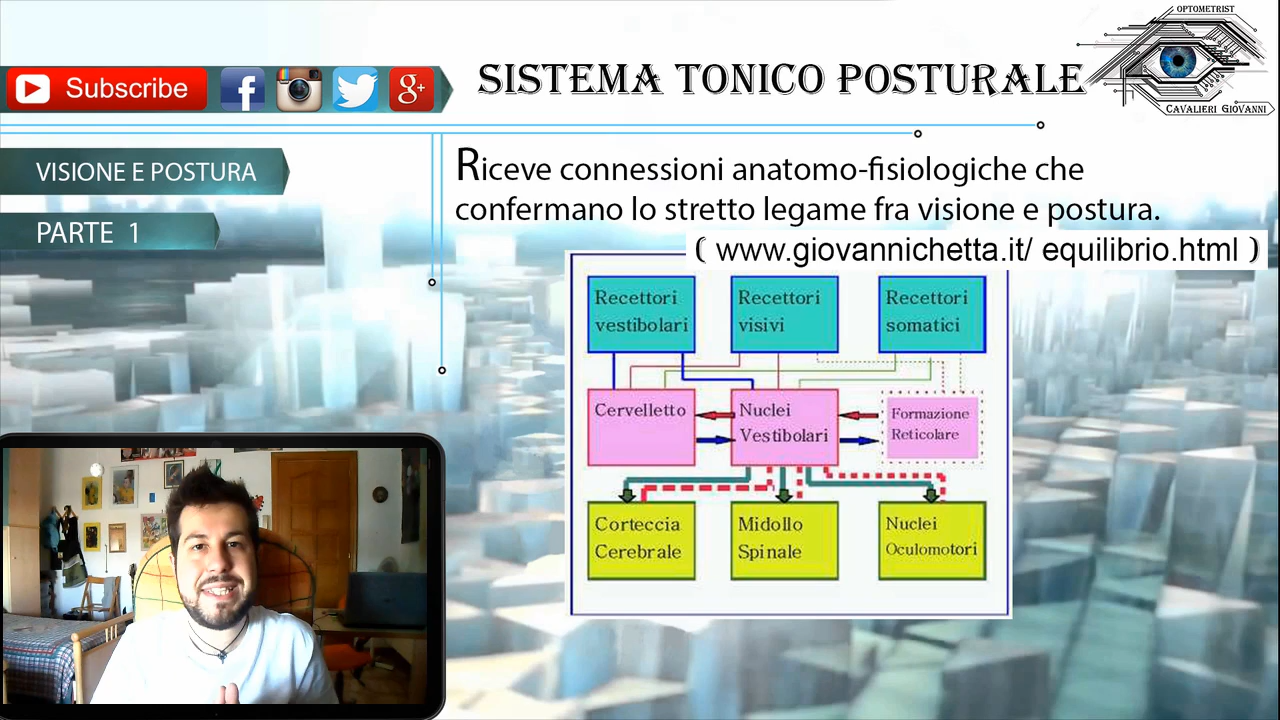 OPTOMETRIST
CAVALIERI GIOVANNI
Subscribe
SISTEMA TONICO POSTURALE
VISIONE E POSTURA
PARTE 1
Riceve connessioni anatomo-fisiologiche che
confermano lo stretto legame fra visione e postura.
( www.giovannichetta.it/ equilibrio.html )
Recettori
vestibolari
Recettori
visivi
Recettori
somatici
Cervelletto
Nuclei
Vestibolari
Formazione
Reticolare
Corteccia
Cerebrale
Midollo
Spinale
Nuclei
Oculomotori